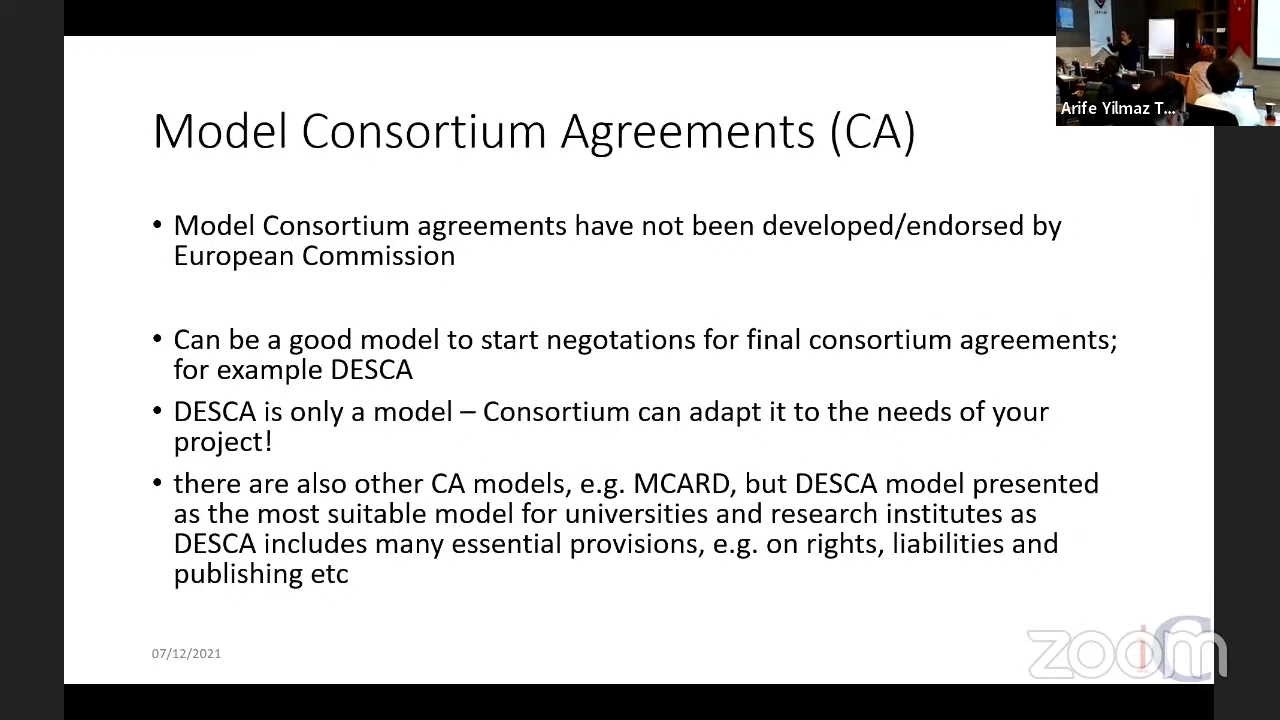 Arife Yilmaz T...
Model Consortium Agreements (CA)
• Model Consortium agreements have not been developed/endorsed by
European Commission
• Can be a good model to start negotations for final consortium agreements;
for example DESCA
• DESCA is only a model – Consortium can adapt it to the needs of your
project!
• there are also other CA models, e.g. MCARD, but DESCA model presented
as the most suitable model for universities and research institutes as
DESCA includes many essential provisions, e.g. on rights, liabilities and
publishing etc
07/12/2021
zoom